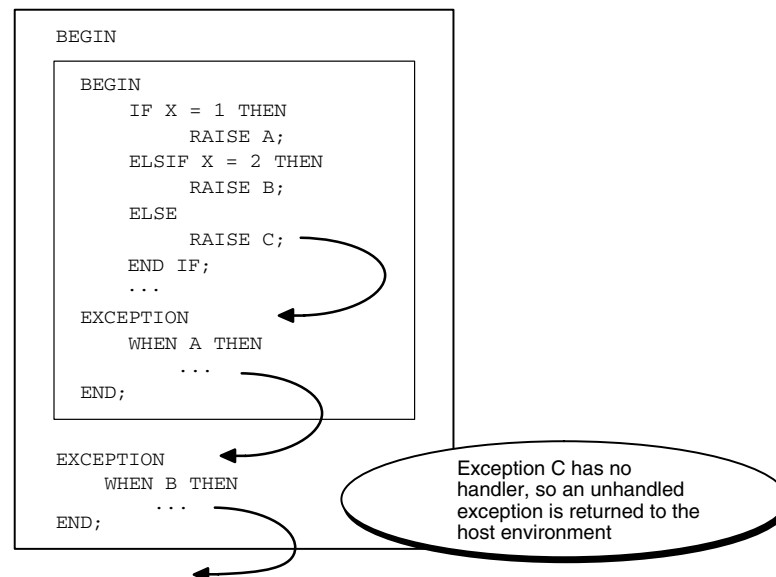 BEGIN
BEGIN
IF X = 1 THEN
RAISE A;
ELSIF X = 2 THEN
RAISE B;
ELSE
RAISE C;
END IF;
...
EXCEPTION
WHEN A THEN
...
END;
EXCEPTION
WHEN B THEN
...
END;
Exception C has no
handler, so an unhandled
exception is returned to the
host environment